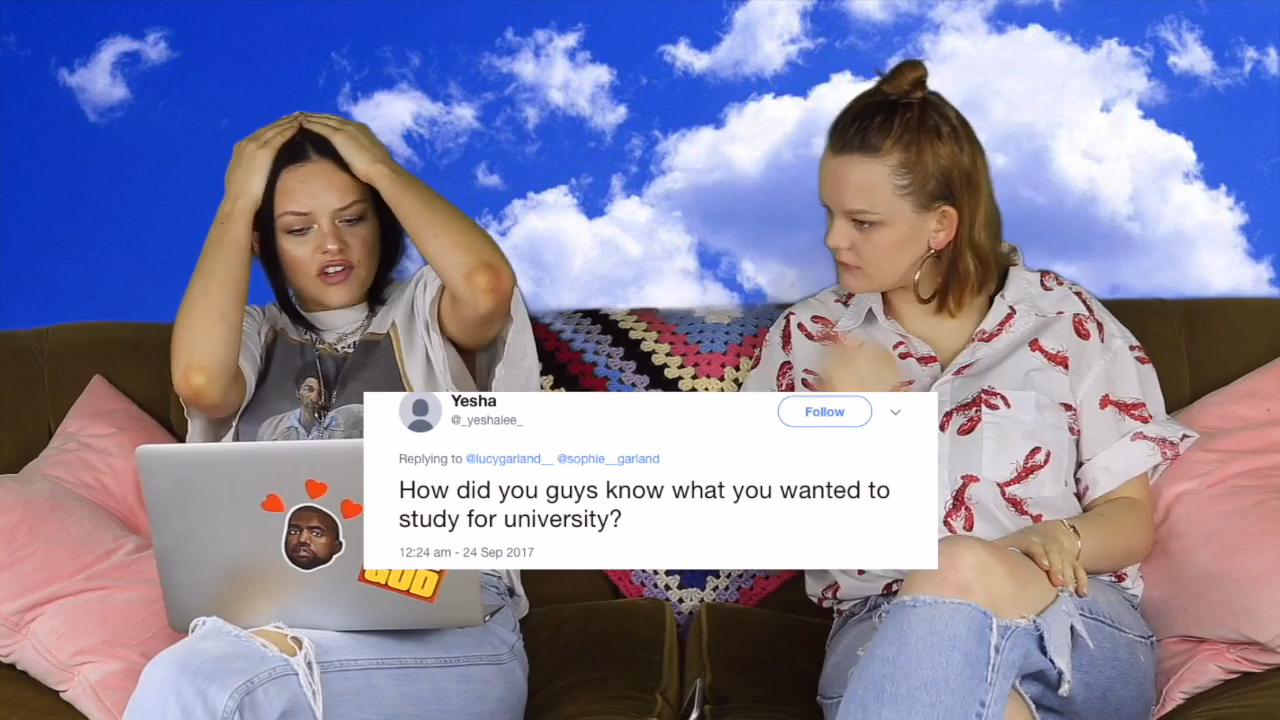 Yesha
@_yeshalee_
Follow
Replying to @lucygarland__ @sophie__garland
How did you guys know what you wanted to
study for university?
12:24 am - 24 Sep 2017
GOD